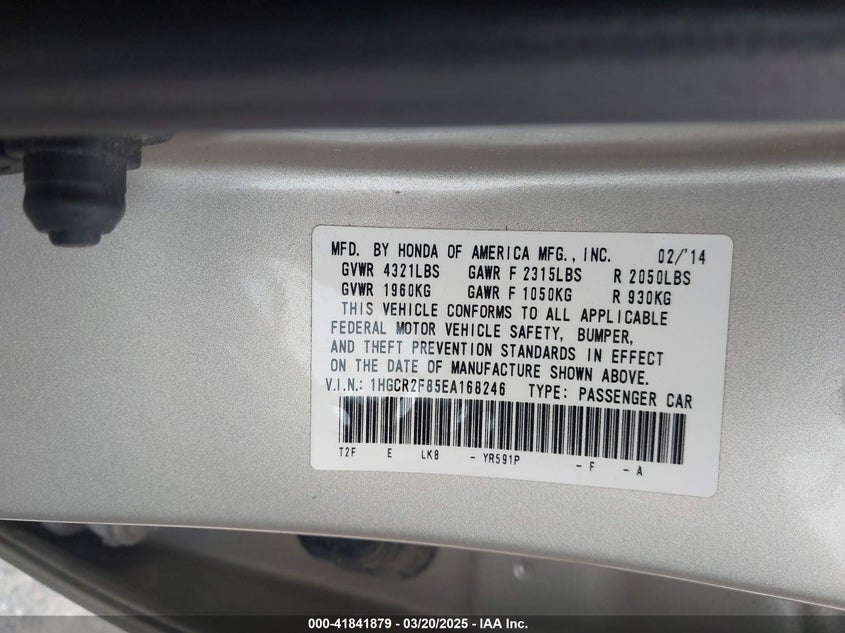 MFD. BY HONDA OF AMERICA MFG., INC. 02/'14
GVWR 4321LBS GAWR F 2315LBS R 2050LBS
GVWR 1960KG GAWR F 1050KG R 930KG
THIS VEHICLE CONFORMS TO ALL APPLICABLE
FEDERAL MOTOR VEHICLE SAFETY, BUMPER,
AND THEFT PREVENTION STANDARDS IN EFFECT
ON THE DATE OF MANUFACTURE SHOWN ABOVE.
V.I.N.: 1HGCR2F85EA168246 TYPE: PASSENGER CAR
T2F E LKB - YR591P - F - A
000-41841879 - 03/20/2025 - IAA Inc.